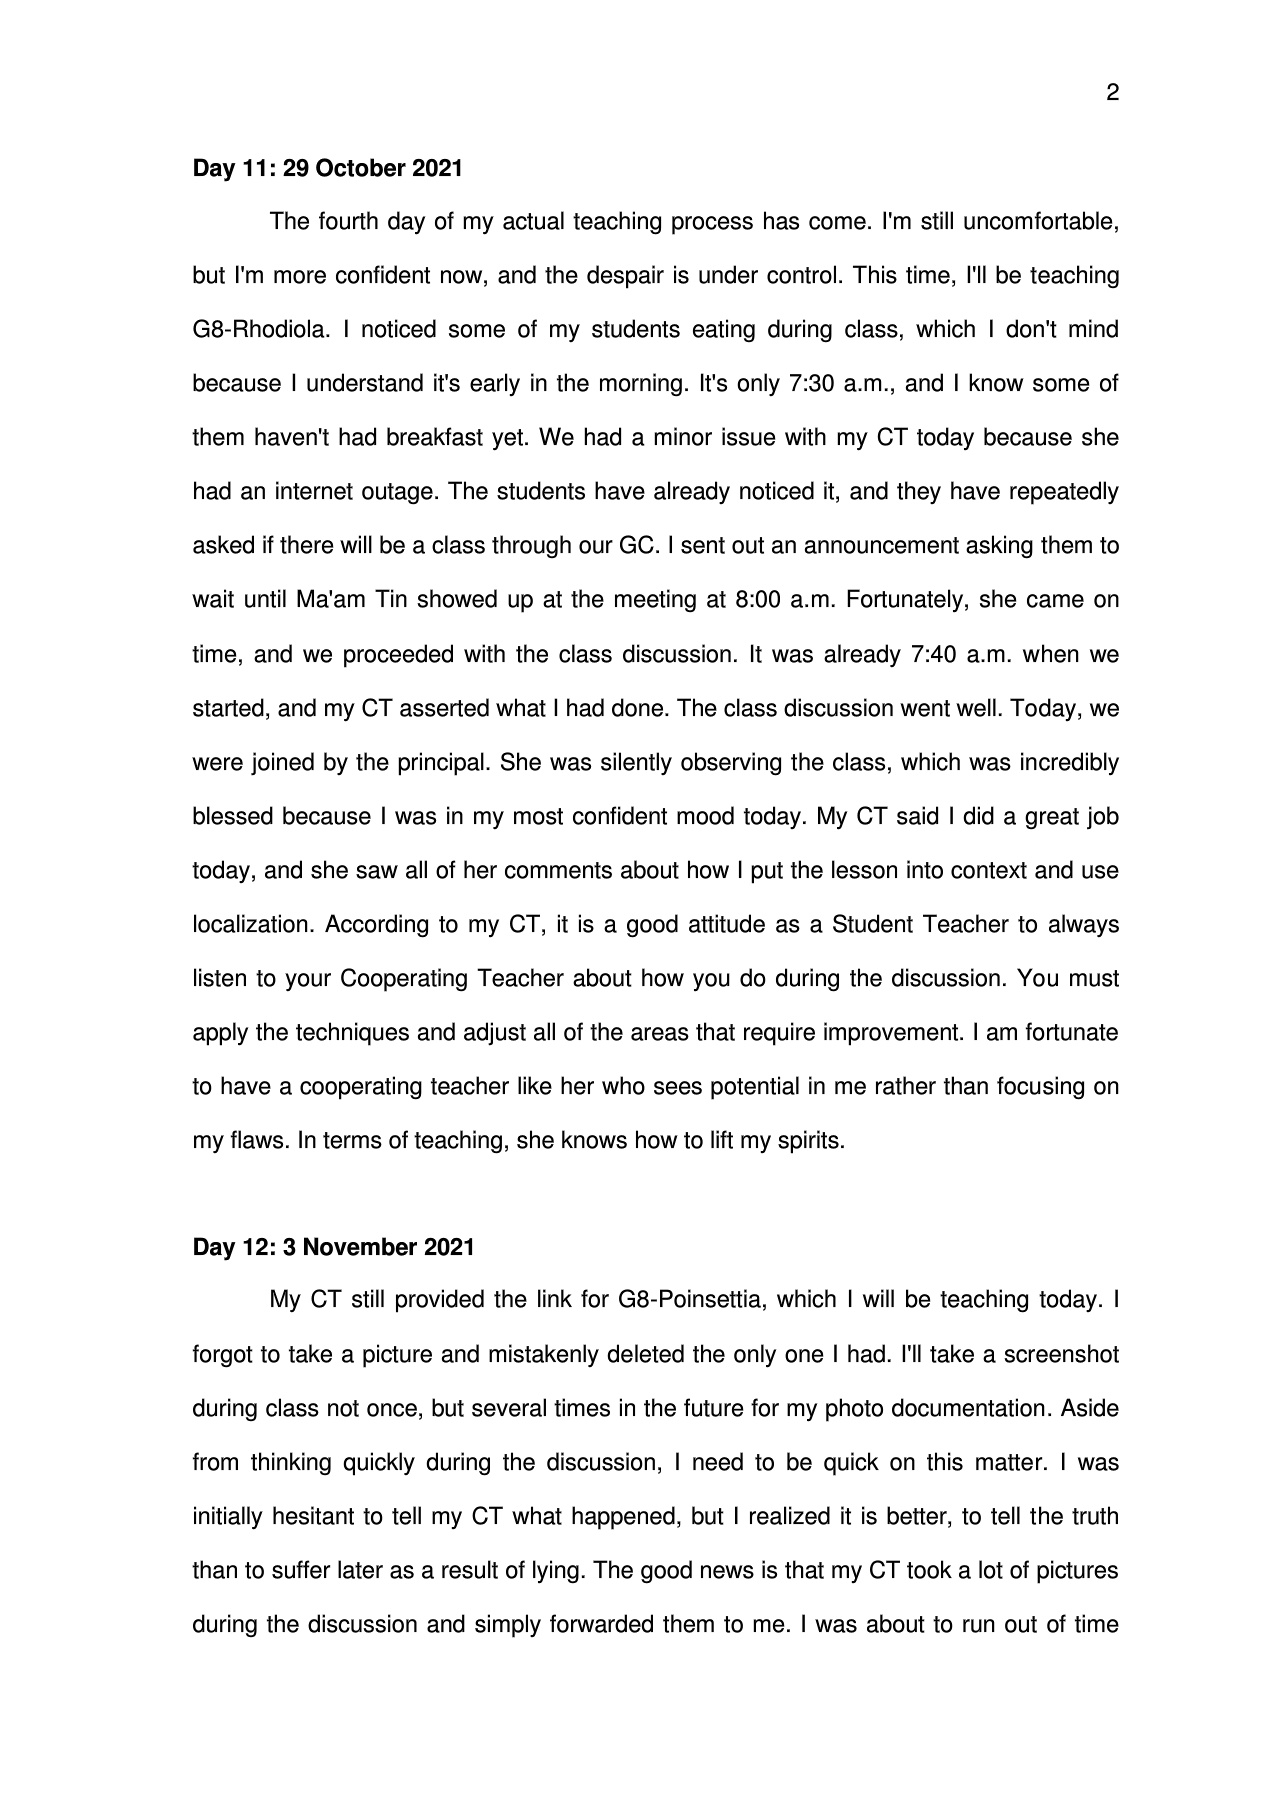 2
Day 11: 29 October 2021
The fourth day of my actual teaching process has come. I'm still uncomfortable,
but I'm more confident now, and the despair is under control. This time, I'll be teaching
G8-Rhodiola. I noticed some of my students eating during class, which I don't mind
because I understand it's early in the morning. It's only 7:30 a.m., and I know some of
them haven't had breakfast yet. We had a minor issue with my CT today because she
had an internet outage. The students have already noticed it, and they have repeatedly
asked if there will be a class through our GC. I sent out an announcement asking them to
wait until Ma'am Tin showed up at the meeting at 8:00 a.m. Fortunately, she came on
time, and we proceeded with the class discussion. It was already 7:40 a.m. when we
started, and my CT asserted what I had done. The class discussion went well. Today, we
were joined by the principal. She was silently observing the class, which was incredibly
blessed because I was in my most confident mood today. My CT said I did a great job
today, and she saw all of her comments about how I put the lesson into context and use
localization. According to my CT, it is a good attitude as a Student Teacher to always
listen to your Cooperating Teacher about how you do during the discussion. You must
apply the techniques and adjust all of the areas that require improvement. I am fortunate
to have a cooperating teacher like her who sees potential in me rather than focusing on
my flaws. In terms of teaching, she knows how to lift my spirits.
Day 12: 3 November 2021
My CT still provided the link for G8-Poinsettia, which I will be teaching today. I
forgot to take a picture and mistakenly deleted the only one I had. I'll take a screenshot
during class not once, but several times in the future for my photo documentation. Aside
from thinking quickly during the discussion, I need to be quick on this matter. I was
initially hesitant to tell my CT what happened, but I realized it is better, to tell the truth
than to suffer later as a result of lying. The good news is that my CT took a lot of pictures
during the discussion and simply forwarded them to me. I was about to run out of time